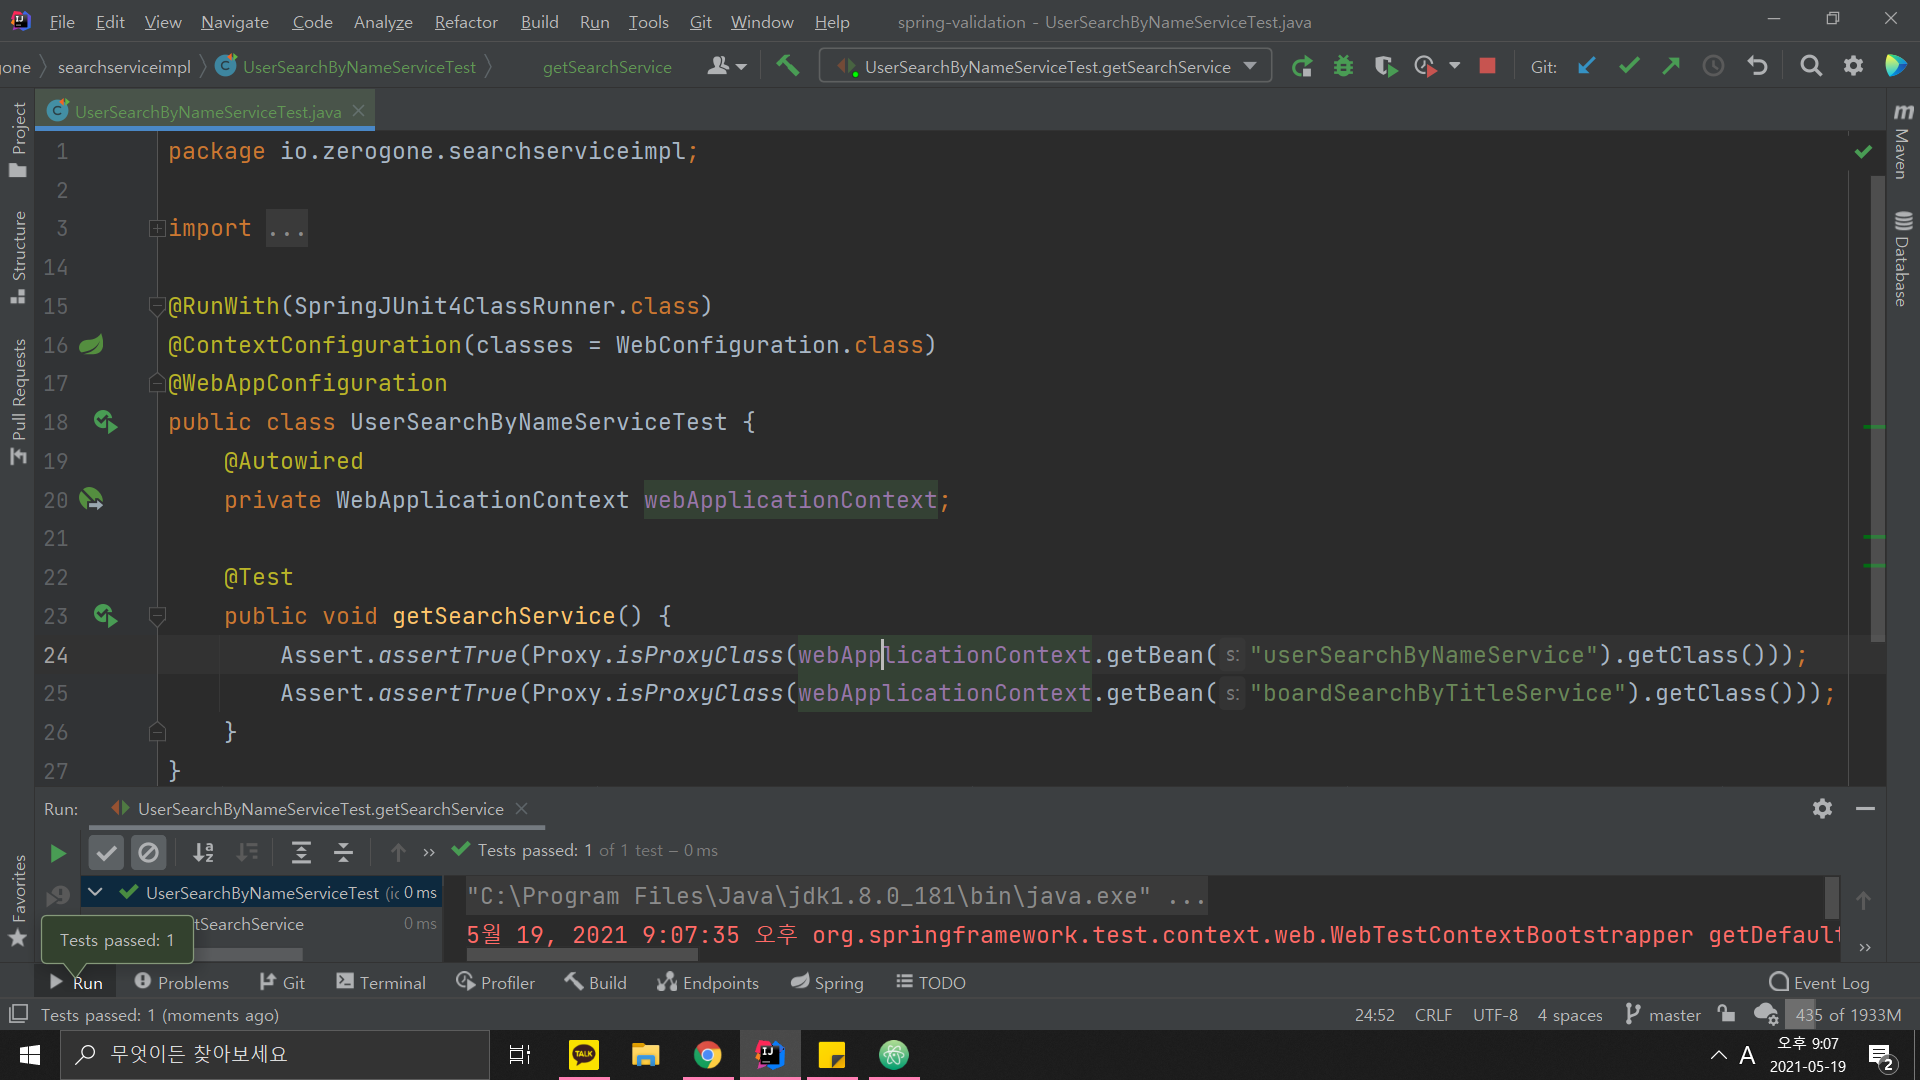 File Edit View Navigate Code Analyze Refactor Build Run Tools Git Window Help spring-validation - UserSearchByNameServiceTest.java
searchserviceimpl UserSearchByNameServiceTest getSearchService UserSearchByNameServiceTest.getSearchService Git:
UserSearchByNameServiceTest.java
Project
Structure
Pull Requests
Favorites
Maven
Database
1 package io.zerogone.searchserviceimpl;
2
3 import ...
14
15 @RunWith(SpringJUnit4ClassRunner.class)
16 @ContextConfiguration(classes = WebConfiguration.class)
17 @WebAppConfiguration
18 public class UserSearchByNameServiceTest {
19 @Autowired
20 private WebApplicationContext webApplicationContext;
21
22 @Test
23 public void getSearchService() {
24 Assert.assertTrue(Proxy.isProxyClass(webApplicationContext.getBean( s: "userSearchByNameService").getClass()));
25 Assert.assertTrue(Proxy.isProxyClass(webApplicationContext.getBean( s: "boardSearchByTitleService").getClass()));
26 }
27 }
Run: UserSearchByNameServiceTest.getSearchService
Tests passed: 1 of 1 test – 0 ms
UserSearchByNameServiceTest 0 ms
tSearchService 0 ms
"C:\Program Files\Java\jdk1.8.0_181\bin\java.exe" ...
5월 19, 2021 9:07:35 오후 org.springframework.test.context.web.WebTestContextBootstrapper getDefault
Tests passed: 1
Run Problems Git Terminal Profiler Build Endpoints Spring TODO Event Log
Tests passed: 1 (moments ago) 24:52 CRLF UTF-8 4 spaces master 435 of 1933M
무엇이든 찾아보세요
TALK
A
오후 9:07
2021-05-19
2